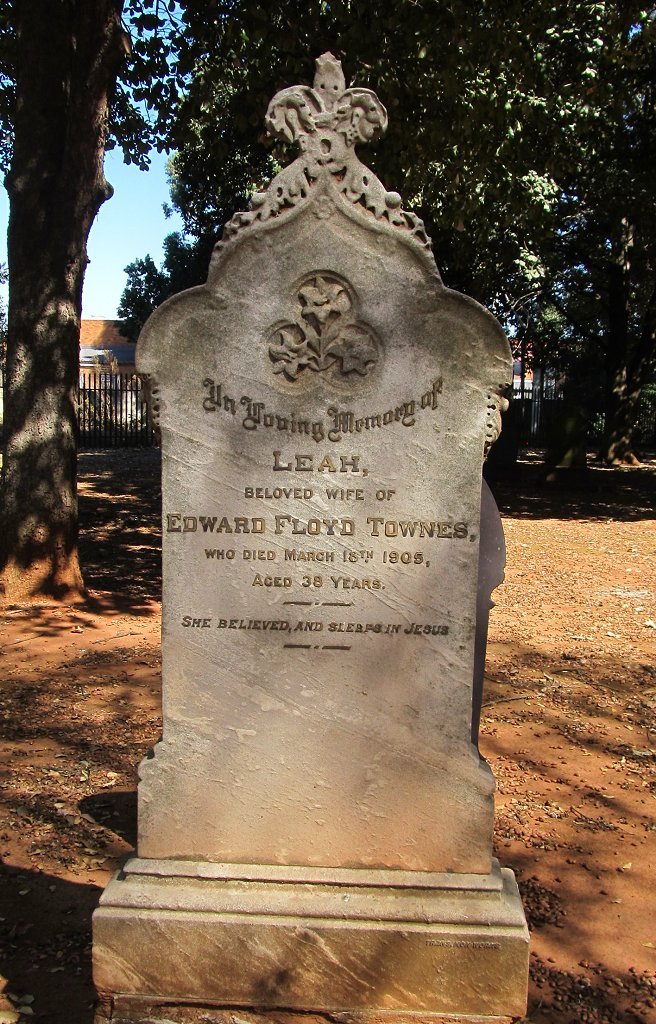 In Loving Memory of
LEAH,
BELOVED WIFE OF
EDWARD FLOYD TOWNES,
WHO DIED MARCH 18TH 1905,
AGED 38 YEARS.
SHE BELIEVED, AND SLEEPS IN JESUS